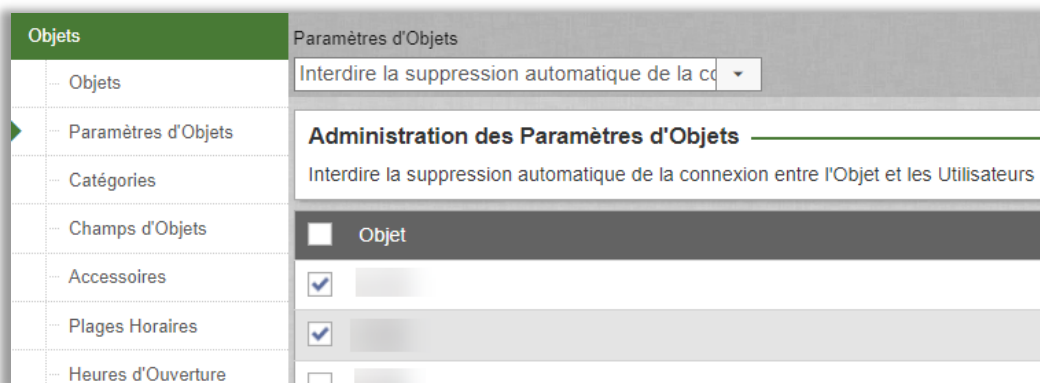 Objets
Objets
Paramètres d'Objets
Catégories
Champs d'Objets
Accessoires
Plages Horaires
Heures d'Ouverture
Paramètres d'Objets
Interdire la suppression automatique de la co
Administration des Paramètres d'Objets
Interdire la suppression automatique de la connexion entre l'Objet et les Utilisateurs
Objet